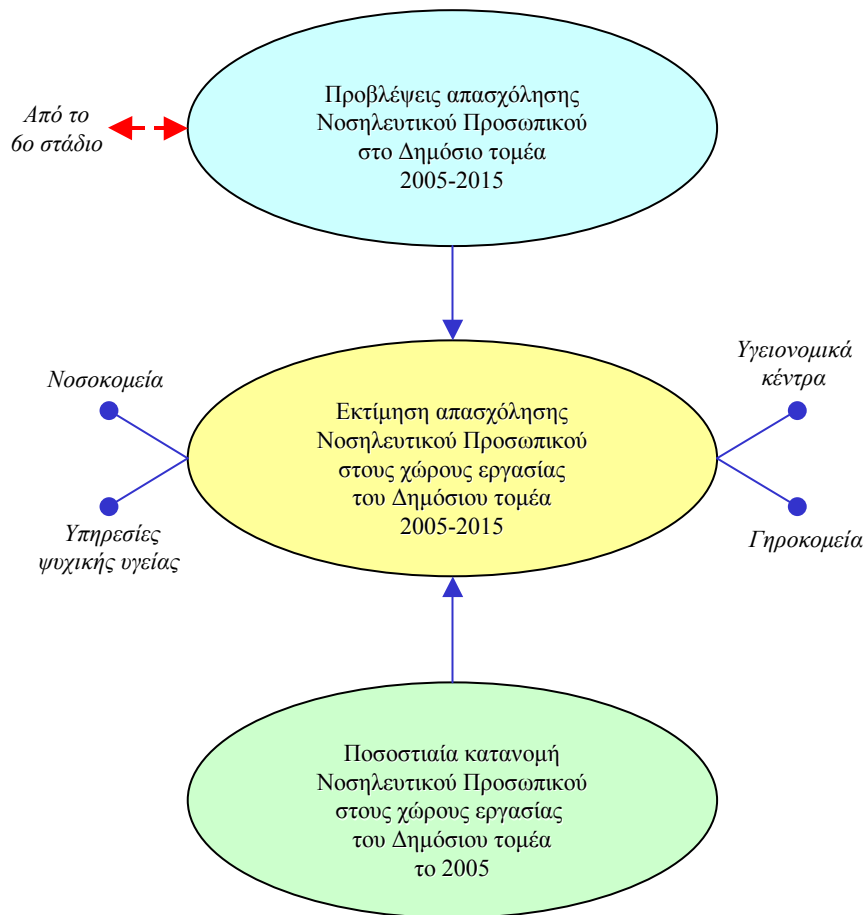 Προβλέψεις απασχόλησης
Νοσηλευτικού Προσωπικού
στο Δημόσιο τομέα
2005-2015
Από το
6ο στάδιο
Νοσοκομεία
Υπηρεσίες
ψυχικής υγείας
Εκτίμηση απασχόλησης
Νοσηλευτικού Προσωπικού
στους χώρους εργασίας
του Δημόσιου τομέα
2005-2015
Υγειονομικά
κέντρα
Γηροκομεία
Ποσοστιαία κατανομή
Νοσηλευτικού Προσωπικού
στους χώρους εργασίας
του Δημόσιου τομέα
το 2005